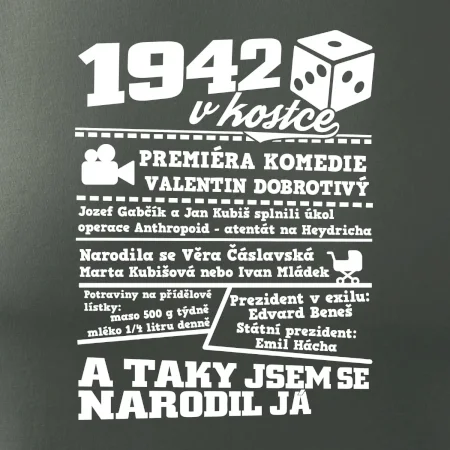 1942
v kostce
PREMIÉRA KOMEDIE
VALENTIN DOBROTIVÝ
Jozef Gabčík a Jan Kubiš splnili úkol
operace Anthropoid - atentát na Heydricha
Narodila se Věra Čáslavská
Marta Kubišová nebo Ivan Mládek
Potraviny na přídělové
lístky:
maso 500 g týdně
mléko 1/4 litru denně
Prezident v exilu:
Edvard Beneš
Státní prezident:
Emil Hácha
A TAKY JSEM SE
NARODIL JÁ